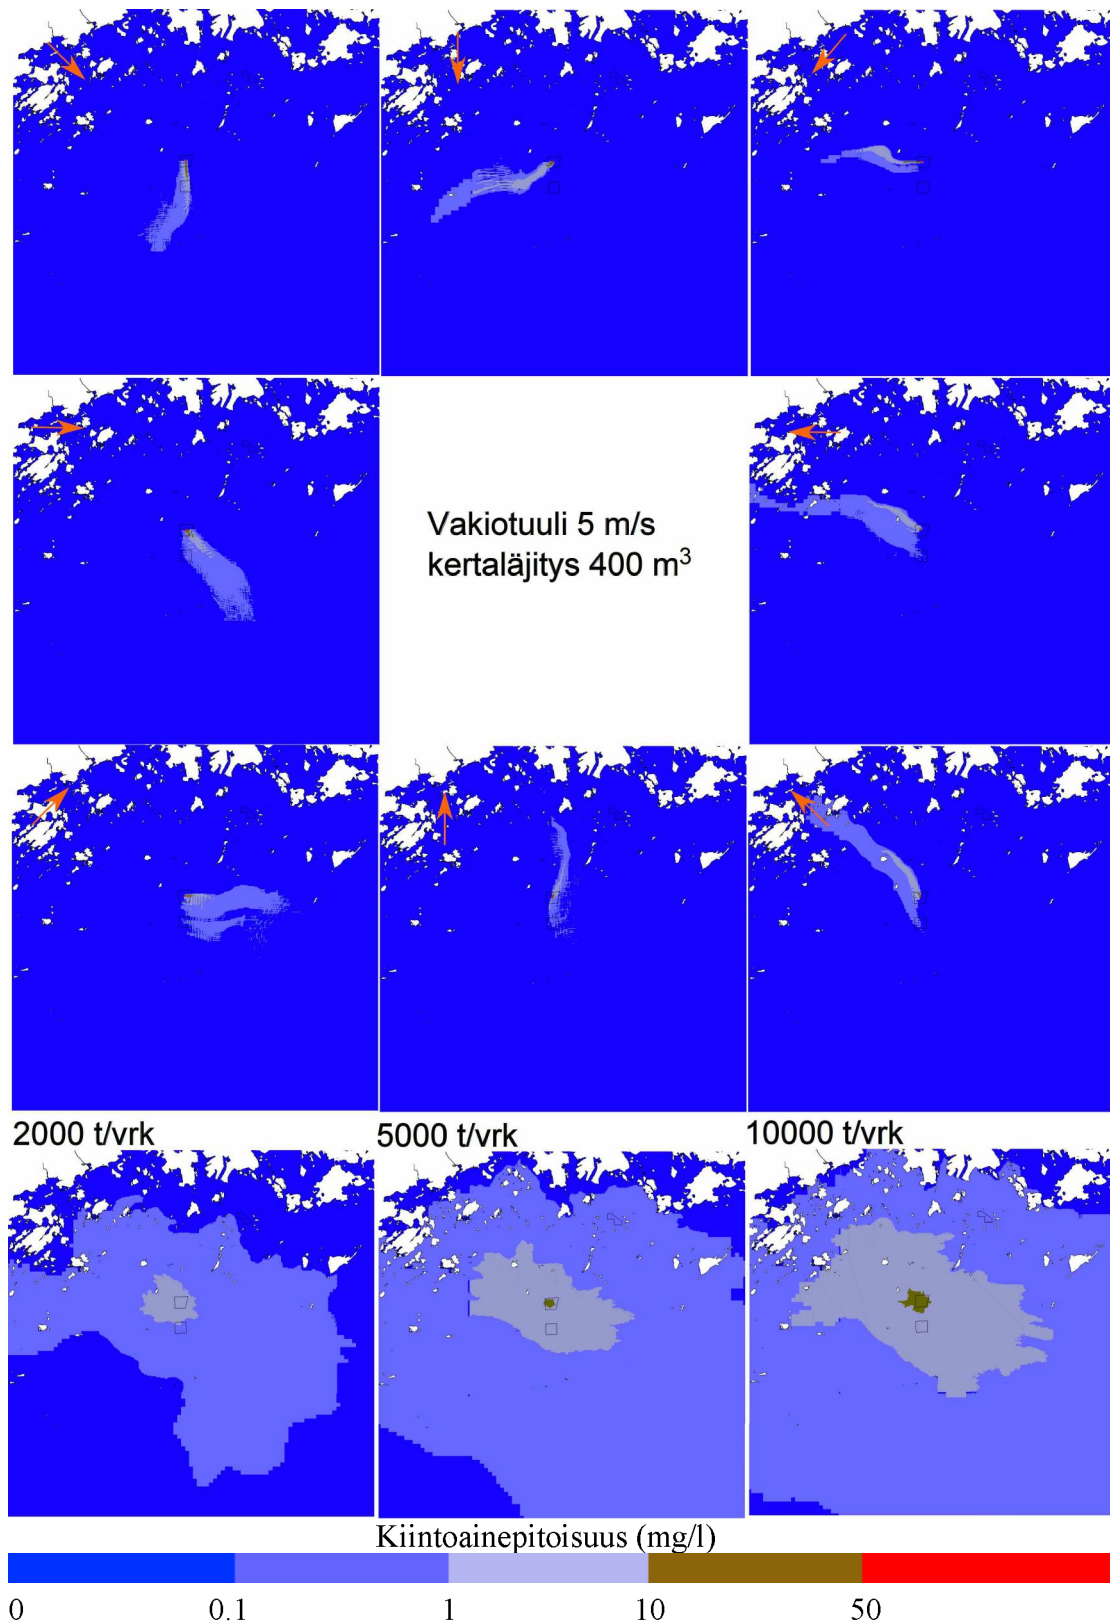 Vakiotuuli 5 m/s
kertaläjitys 400 m³
2000 t/vrk 5000 t/vrk 10000 t/vrk
Kiintoainepitoisuus (mg/l)
0 0.1 1 10 50